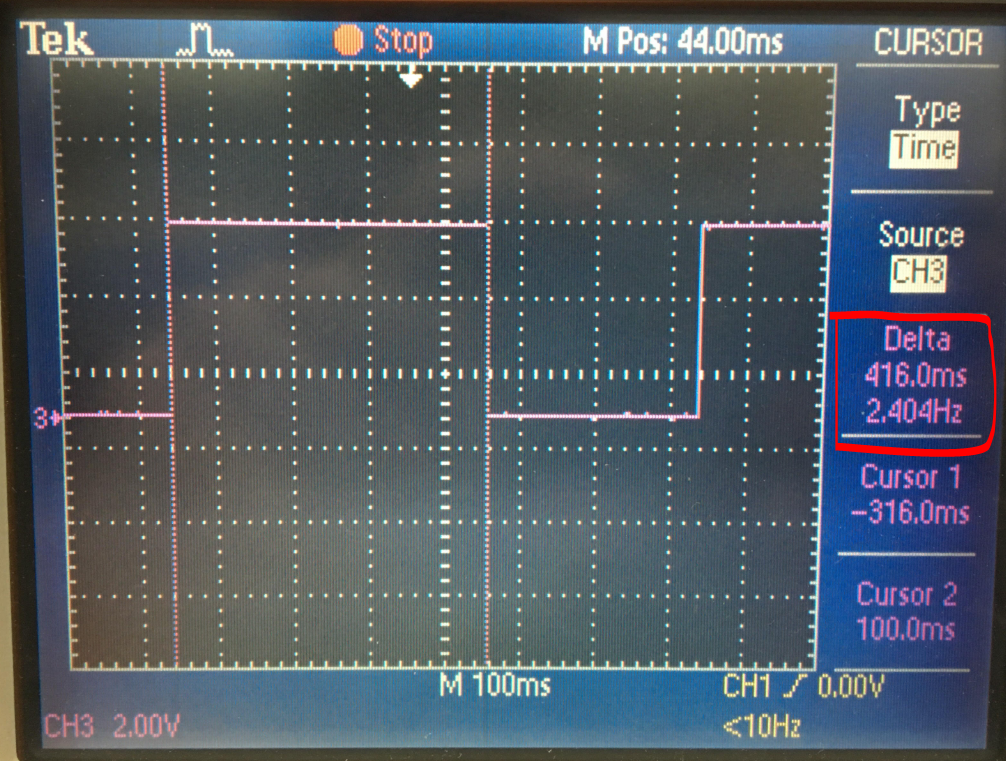 Tek Stop M Pos: 44.00ms CURSOR
Type
Time
Source
CH3
Delta
416.0ms
2.404Hz
Cursor 1
-316.0ms
Cursor 2
100.0ms
3
M 100ms CH1 0.00V
CH3 2.00V <10Hz